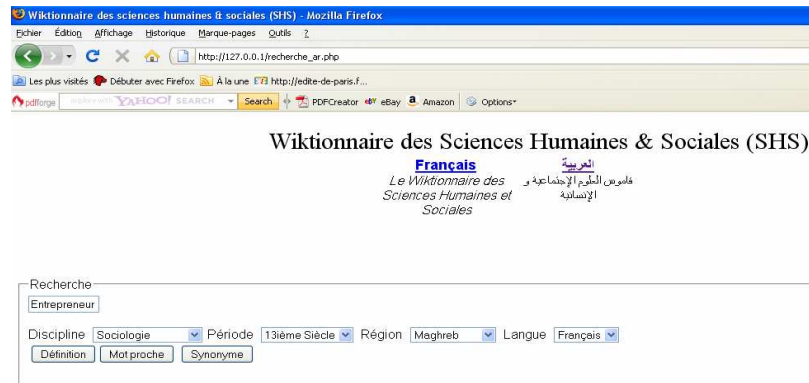 Wiktionnaire des sciences humaines & sociales (SHS) - Mozilla Firefox
Fichier Édition Affichage Historique Marque-pages Outils ?
http://127.0.0.1/recherche_ar.php
Les plus visités Débuter avec Firefox À la une http://edite-de-paris.f...
pdfforge YAHOO! SEARCH Search PDFCreator eBay Amazon Options
Wiktionnaire des Sciences Humaines & Sociales (SHS)
Français العربية
Le Wiktionnaire des قاموس العلوم الإجتماعية و
Sciences Humaines et الإنسانية
Sociales
Recherche
Entrepreneur
Discipline Sociologie Période 13ième Siècle Région Maghreb Langue Français
Définition Mot proche Synonyme